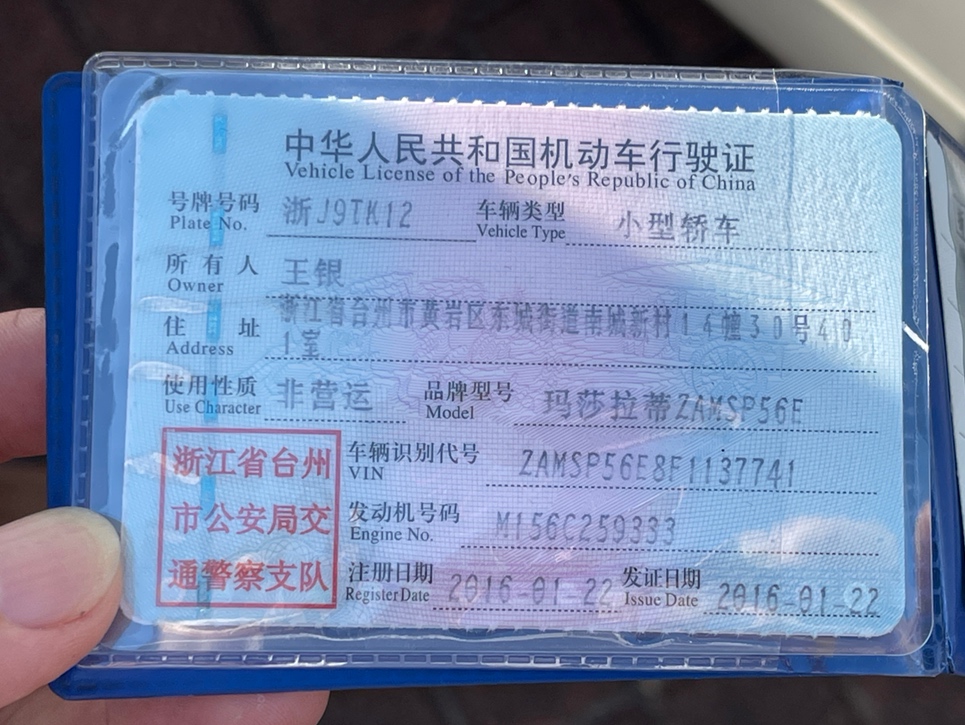 中华人民共和国机动车行驶证
Vehicle License of the People's Republic of China
号牌号码 浙J9TK12 车辆类型 小型轿车
Plate No. Vehicle Type
所有人 王银
Owner
住址 浙江省台州市黄岩区东城街道南城新村14幢30号40
Address 1室
使用性质 非营运 品牌型号 玛莎拉蒂ZAMSP56E
Use Character Model
浙江省台州 车辆识别代号 ZAMSP56E8F1137741
VIN
市公安局交 发动机号码 M156C259333
Engine No.
通警察支队 注册日期 2016-01-22 发证日期 2016-01-22
Register Date Issue Date